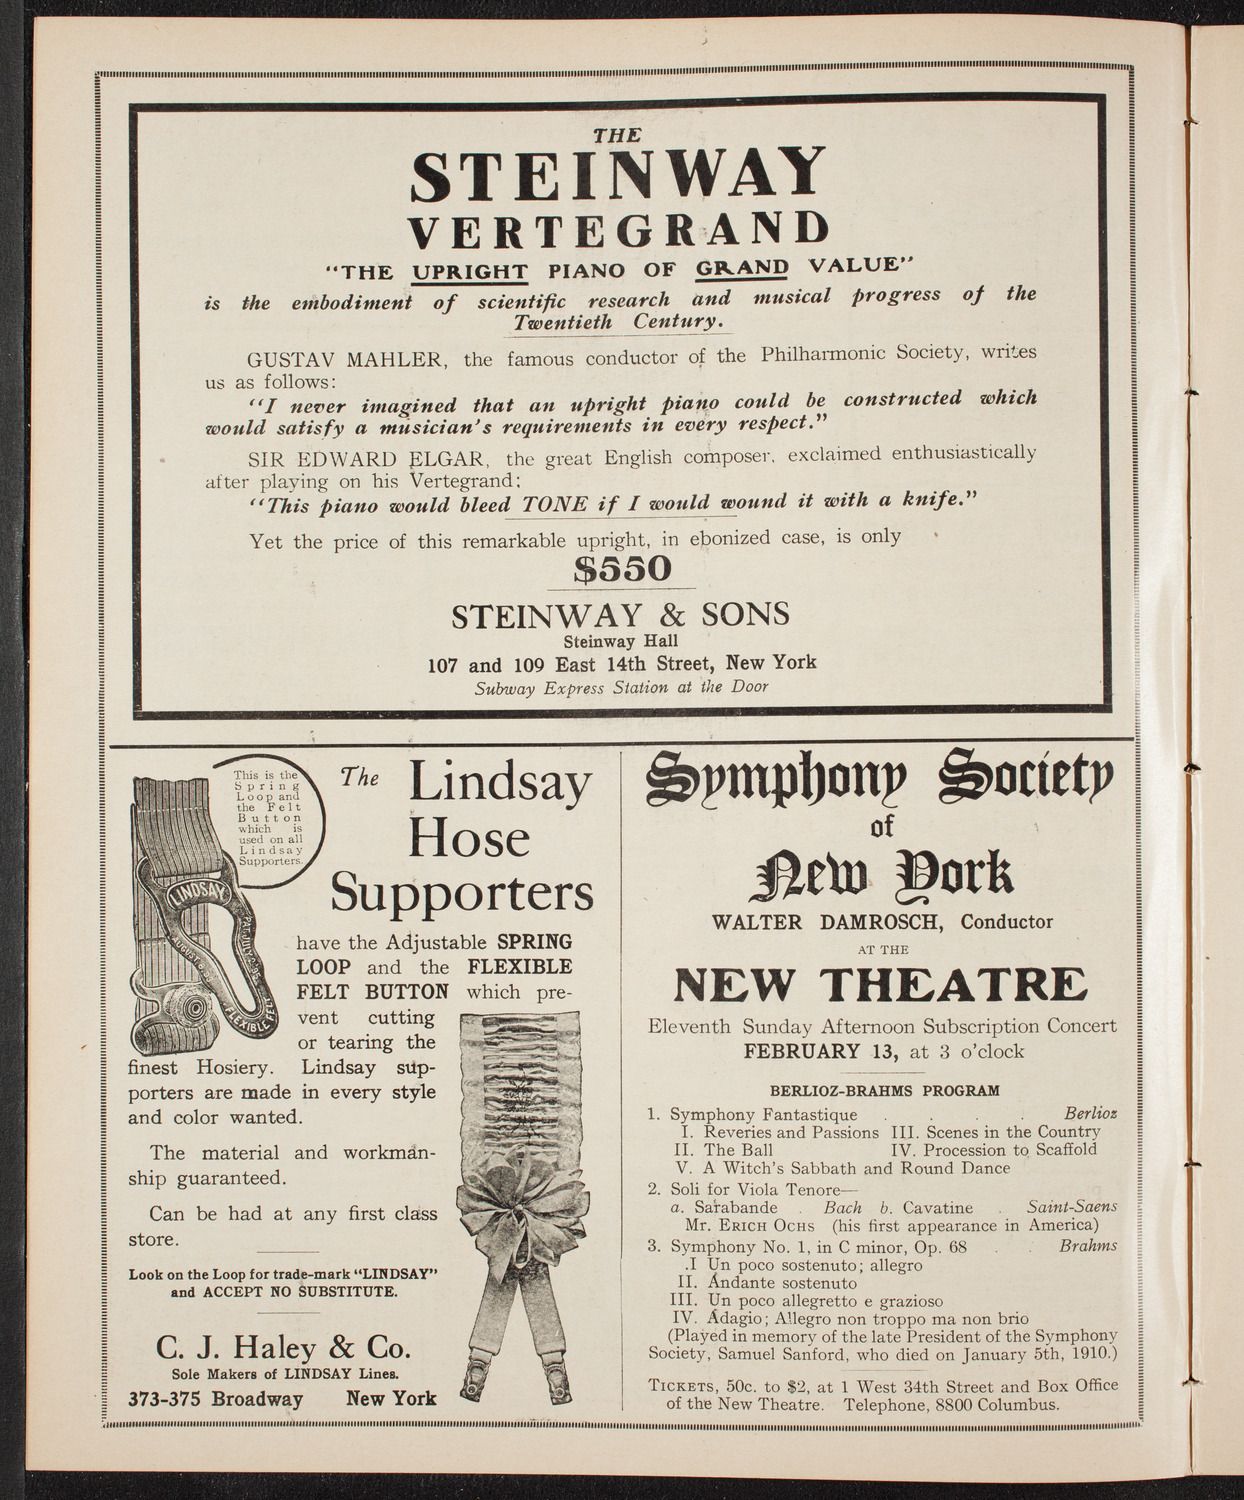 THE
STEINWAY
VERTEGRAND
"THE UPRIGHT PIANO OF GRAND VALUE"
is the embodiment of scientific research and musical progress of the
Twentieth Century.
GUSTAV MAHLER, the famous conductor of the Philharmonic Society, writes
us as follows:
"I never imagined that an upright piano could be constructed which
would satisfy a musician's requirements in every respect."
SIR EDWARD ELGAR, the great English composer, exclaimed enthusiastically
after playing on his Vertegrand:
"This piano would bleed TONE if I would wound it with a knife."
Yet the price of this remarkable upright, in ebonized case, is only
$550
STEINWAY & SONS
Steinway Hall
107 and 109 East 14th Street, New York
Subway Express Station at the Door
This is the
Spring
Loop and
the Felt
Button
which is
used on all
Lindsay
Supporters.
LINDSAY
PAT. JULY
FLEXIBLE FELT
The Lindsay
Hose
Supporters
have the Adjustable SPRING
LOOP and the FLEXIBLE
FELT BUTTON which pre-
vent cutting
or tearing the
finest Hosiery. Lindsay sup-
porters are made in every style
and color wanted.
The material and workman-
ship guaranteed.
Can be had at any first class
store.
Look on the Loop for trade-mark "LINDSAY"
and ACCEPT NO SUBSTITUTE.
C. J. Haley & Co.
Sole Makers of LINDSAY Lines.
373-375 Broadway New York
Symphony Society
of
New York
WALTER DAMROSCH, Conductor
AT THE
NEW THEATRE
Eleventh Sunday Afternoon Subscription Concert
FEBRUARY 13, at 3 o'clock
BERLIOZ-BRAHMS PROGRAM
1. Symphony Fantastique . . . . Berlioz
I. Reveries and Passions III. Scenes in the Country
II. The Ball IV. Procession to Scaffold
V. A Witch's Sabbath and Round Dance
2. Soli for Viola Tenore—
a. Sarabande . Bach b. Cavatine . Saint-Saens
Mr. ERICH OCHS (his first appearance in America)
3. Symphony No. 1, in C minor, Op. 68 . . Brahms
.I Un poco sostenuto; allegro
II. Andante sostenuto
III. Un poco allegretto e grazioso
IV. Adagio; Allegro non troppo ma non brio
(Played in memory of the late President of the Symphony
Society, Samuel Sanford, who died on January 5th, 1910.)
TICKETS, 50c. to $2, at 1 West 34th Street and Box Office
of the New Theatre. Telephone, 8800 Columbus.